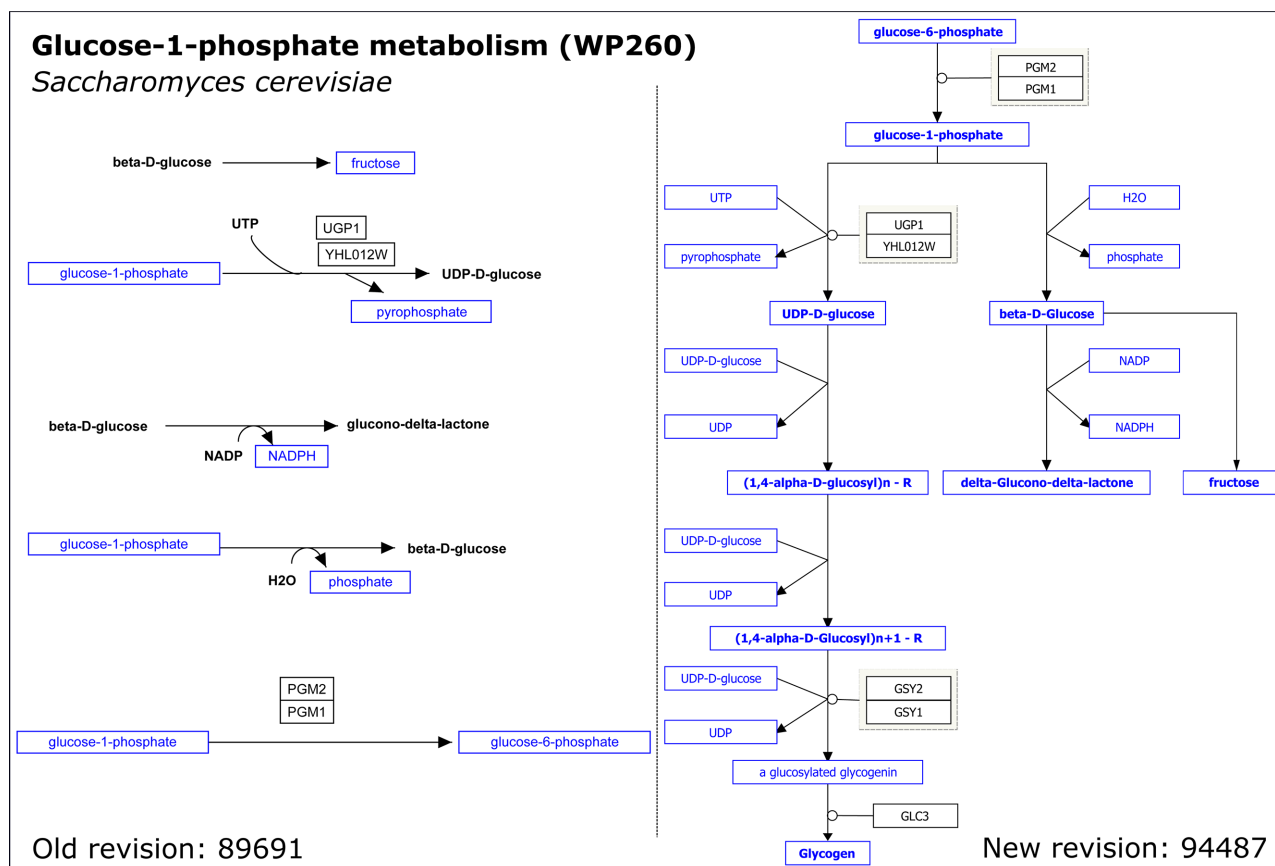 Glucose-1-phosphate metabolism (WP260)
Saccharomyces cerevisiae
beta-D-glucose
fructose
UTP
UGP1
YHL012W
glucose-1-phosphate
UDP-D-glucose
pyrophosphate
beta-D-glucose
glucono-delta-lactone
NADP
NADPH
glucose-1-phosphate
beta-D-glucose
H2O
phosphate
PGM2
PGM1
glucose-1-phosphate
glucose-6-phosphate
Old revision: 89691
glucose-6-phosphate
PGM2
PGM1
glucose-1-phosphate
UTP
UGP1
YHL012W
pyrophosphate
H2O
phosphate
UDP-D-glucose
beta-D-Glucose
UDP-D-glucose
UDP
NADP
NADPH
(1,4-alpha-D-glucosyl)n - R
delta-Glucono-delta-lactone
fructose
UDP-D-glucose
UDP
(1,4-alpha-D-Glucosyl)n+1 - R
UDP-D-glucose
GSY2
GSY1
UDP
a glucosylated glycogenin
GLC3
Glycogen
New revision: 94487